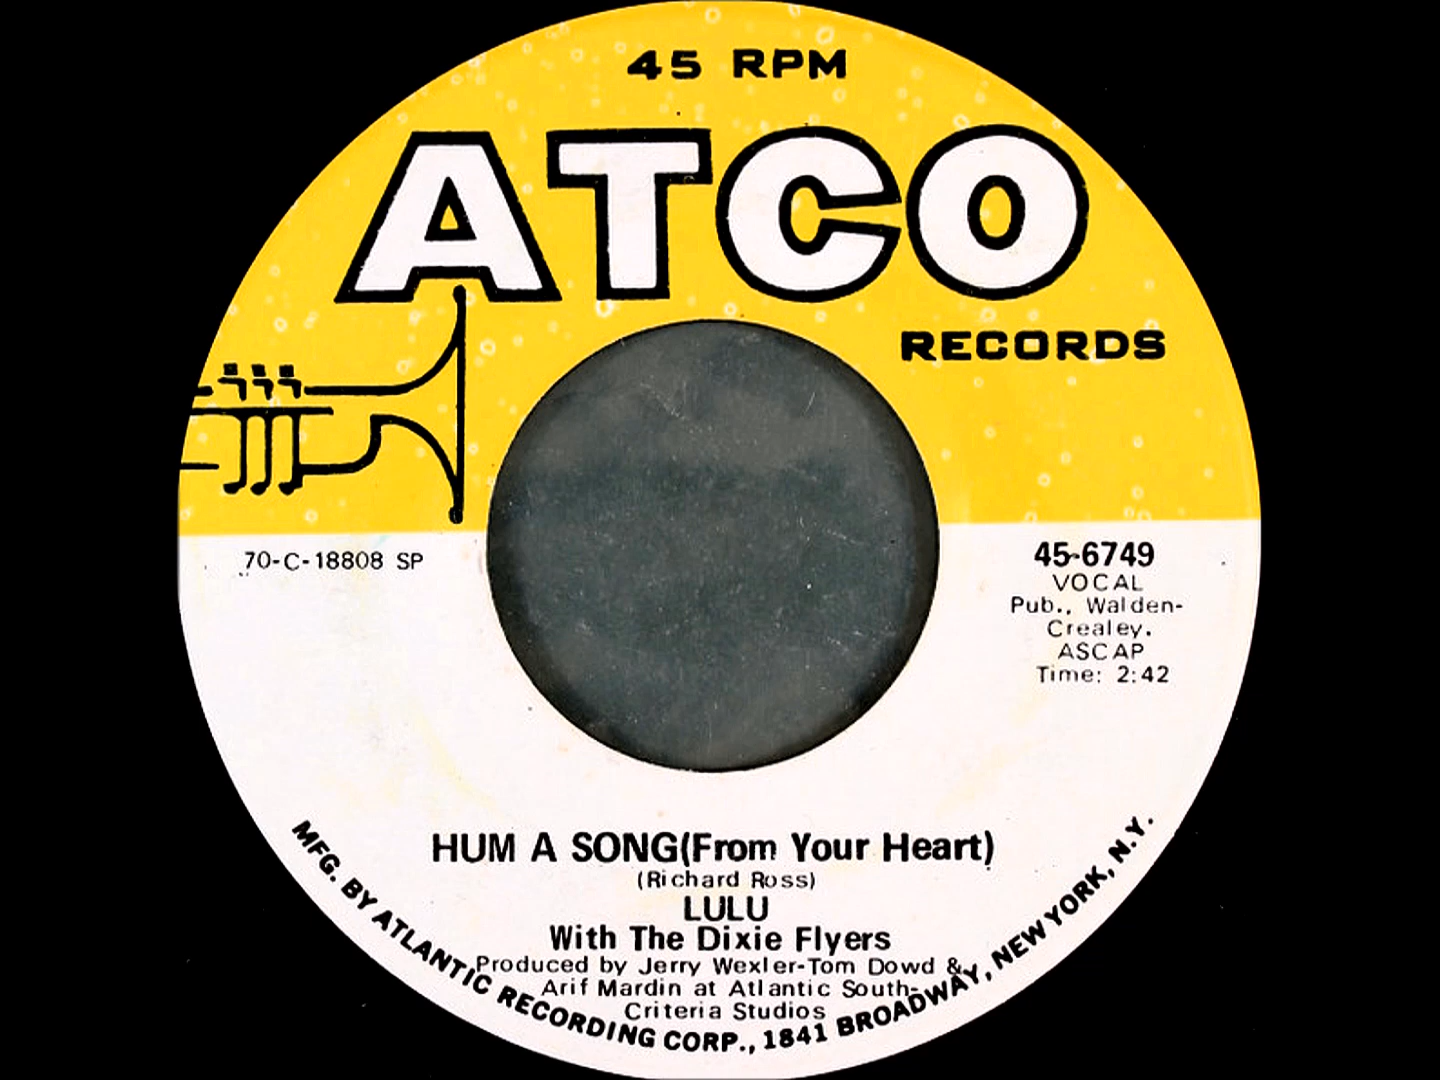 45 RPM
ATCO
RECORDS
70-C-18808 SP
45-6749
VOCAL
Pub., Walden-
Crealey.
ASCAP
Time: 2:42
HUM A SONG(From Your Heart)
(Richard Ross)
LULU
With The Dixie Flyers
Produced by Jerry Wexler-Tom Dowd &
Arif Mardin at Atlantic South-
Criteria Studios
MFG. BY ATLANTIC RECORDING CORP., 1841 BROADWAY, NEW YORK, N.Y.